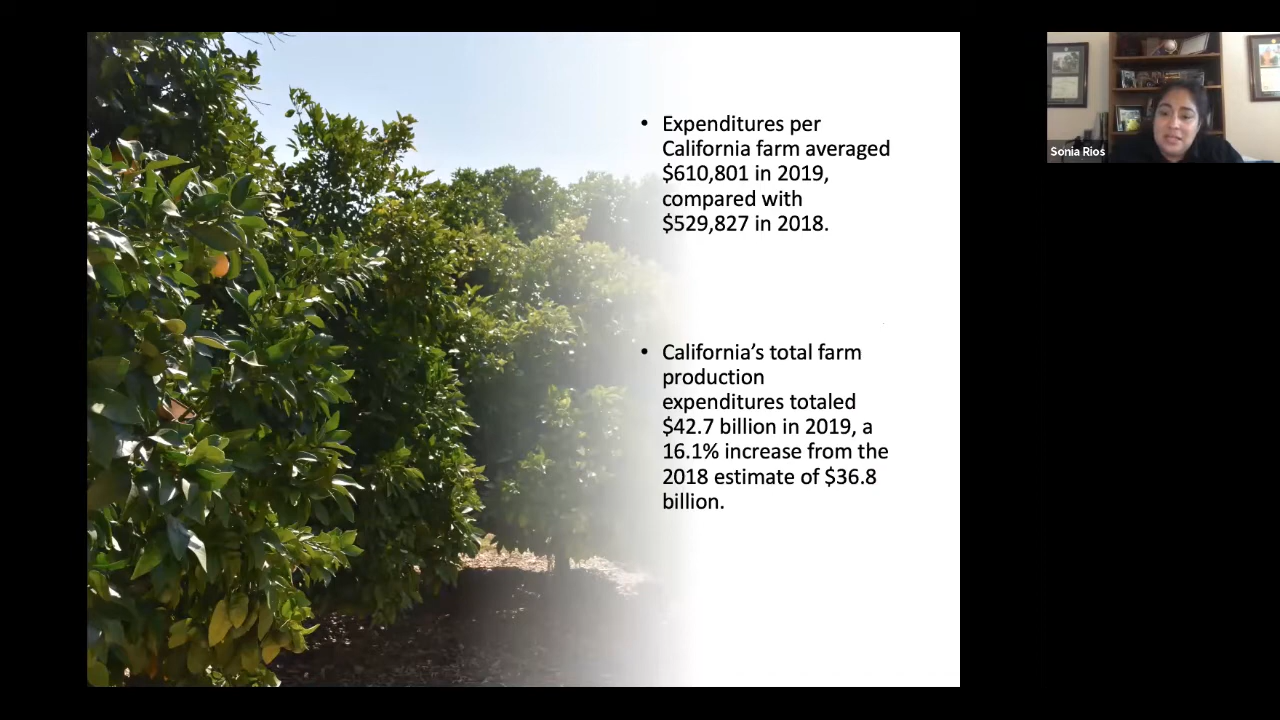 • Expenditures per
California farm averaged
$610,801 in 2019,
compared with
$529,827 in 2018.
• California’s total farm
production
expenditures totaled
$42.7 billion in 2019, a
16.1% increase from the
2018 estimate of $36.8
billion.
Sonia Rios